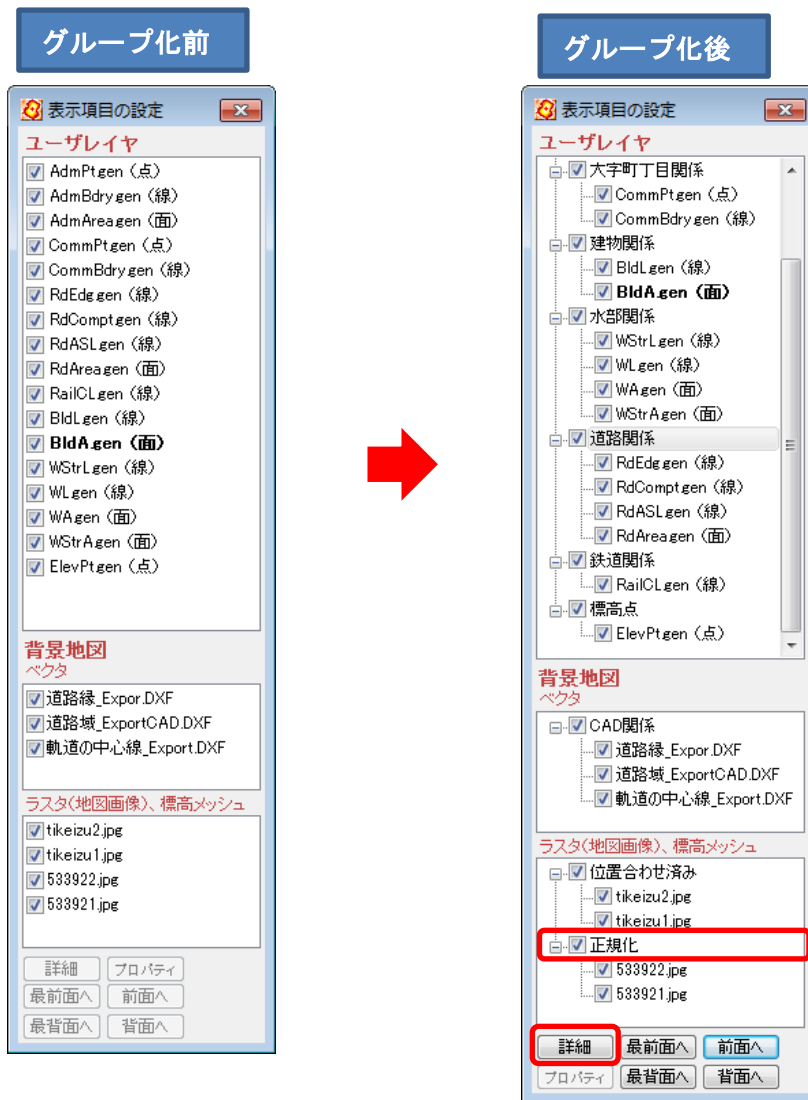 グループ化前
表示項目の設定
ユーザレイヤ
AdmPtgen（点）
AdmBdrygen（線）
AdmAreagen（面）
CommPtgen（点）
CommBdrygen（線）
RdEdggen（線）
RdComptgen（線）
RdASLgen（線）
RdAreagen（面）
RailCLgen（線）
BldLgen（線）
BldAgen（面）
WStrLgen（線）
WLgen（線）
WAgen（面）
WStrAgen（面）
ElevPtgen（点）
背景地図
ベクタ
道路縁_Expor.DXF
道路域_ExportCAD.DXF
軌道の中心線_Export.DXF
ラスタ(地図画像)、標高メッシュ
tikeizu2.jpg
tikeizu1.jpg
533922.jpg
533921.jpg
詳細 プロパティ
最前面へ 前面へ
最背面へ 背面へ
グループ化後
表示項目の設定
ユーザレイヤ
大字町丁目関係
CommPtgen（点）
CommBdrygen（線）
建物関係
BldLgen（線）
BldAgen（面）
水部関係
WStrLgen（線）
WLgen（線）
WAgen（面）
WStrAgen（面）
道路関係
RdEdggen（線）
RdComptgen（線）
RdASLgen（線）
RdAreagen（面）
鉄道関係
RailCLgen（線）
標高点
ElevPtgen（点）
背景地図
ベクタ
CAD関係
道路縁_Expor.DXF
道路域_ExportCAD.DXF
軌道の中心線_Export.DXF
ラスタ(地図画像)、標高メッシュ
位置合わせ済み
tikeizu2.jpg
tikeizu1.jpg
正規化
533922.jpg
533921.jpg
詳細 最前面へ 前面へ
プロパティ 最背面へ 背面へ